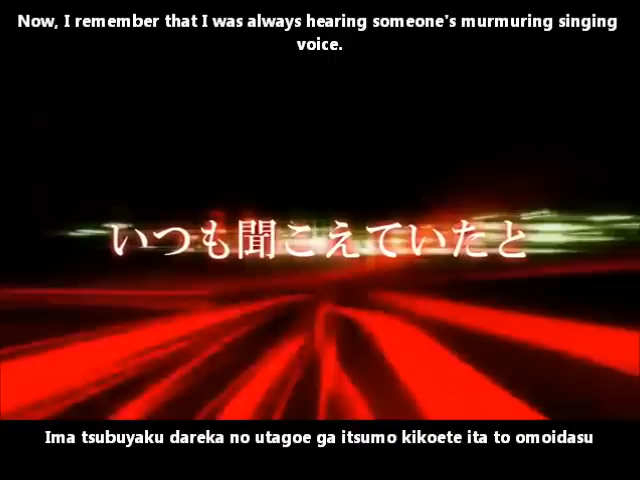 Now, I remember that I was always hearing someone's murmuring singing
voice.
いつも聞こえていたと
Ima tsubuyaku dareka no utagoe ga itsumo kikoete ita to omoidasu